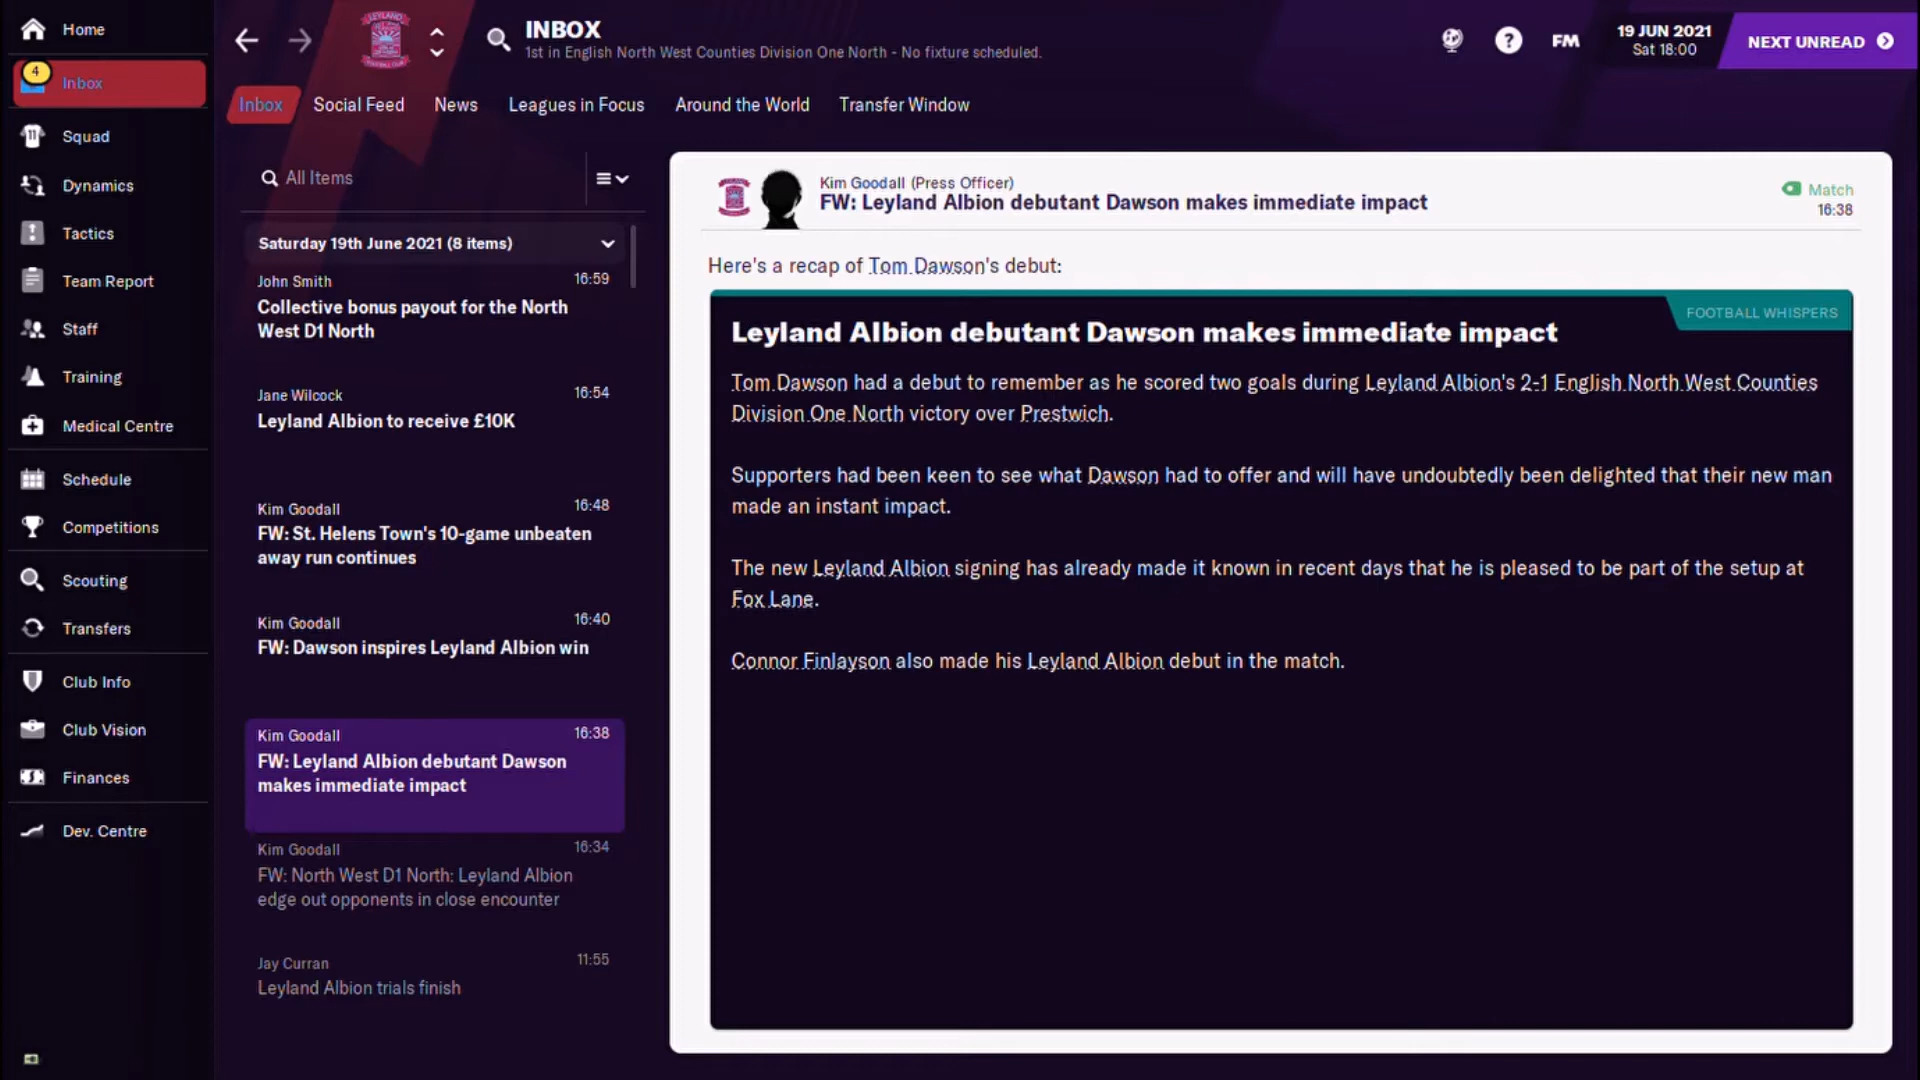 Home
4
Inbox
Squad
Dynamics
Tactics
Team Report
Staff
Training
Medical Centre
Schedule
Competitions
Scouting
Transfers
Club Info
Club Vision
Finances
Dev. Centre
LEYLAND
INBOX
1st in English North West Counties Division One North - No fixture scheduled.
?
FM
19 JUN 2021
Sat 18:00
NEXT UNREAD
Inbox
Social Feed
News
Leagues in Focus
Around the World
Transfer Window
All Items
Saturday 19th June 2021 (8 items)
John Smith
16:59
Collective bonus payout for the North
West D1 North
Jane Wilcock
16:54
Leyland Albion to receive £10K
Kim Goodall
16:48
FW: St. Helens Town's 10-game unbeaten
away run continues
Kim Goodall
16:40
FW: Dawson inspires Leyland Albion win
Kim Goodall
16:38
FW: Leyland Albion debutant Dawson
makes immediate impact
Kim Goodall
16:34
FW: North West D1 North: Leyland Albion
edge out opponents in close encounter
Jay Curran
11:55
Leyland Albion trials finish
Kim Goodall (Press Officer)
FW: Leyland Albion debutant Dawson makes immediate impact
Match
16:38
Here's a recap of Tom Dawson's debut:
FOOTBALL WHISPERS
Leyland Albion debutant Dawson makes immediate impact
Tom Dawson had a debut to remember as he scored two goals during Leyland Albion's 2-1 English North West Counties
Division One North victory over Prestwich.
Supporters had been keen to see what Dawson had to offer and will have undoubtedly been delighted that their new man
made an instant impact.
The new Leyland Albion signing has already made it known in recent days that he is pleased to be part of the setup at
Fox Lane.
Connor Finlayson also made his Leyland Albion debut in the match.